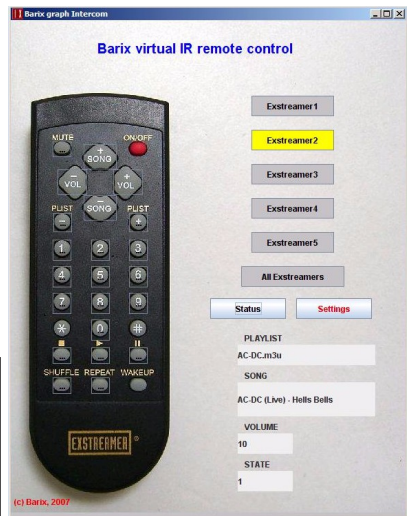 Barix graph Intercom
Barix virtual IR remote control
MUTE ON/OFF
+
SONG
− +
VOL VOL
PLIST − SONG PLIST
− +
1 2 3
4 5 6
7 8 9
* 0 #
SHUFFLE REPEAT WAKEUP
EXSTREAMER ®
(c) Barix, 2007
Exstreamer1
Exstreamer2
Exstreamer3
Exstreamer4
Exstreamer5
All Exstreamers
Status Settings
PLAYLIST
AC-DC.m3u
SONG
AC-DC (Live) - Hells Bells
VOLUME
10
STATE
1